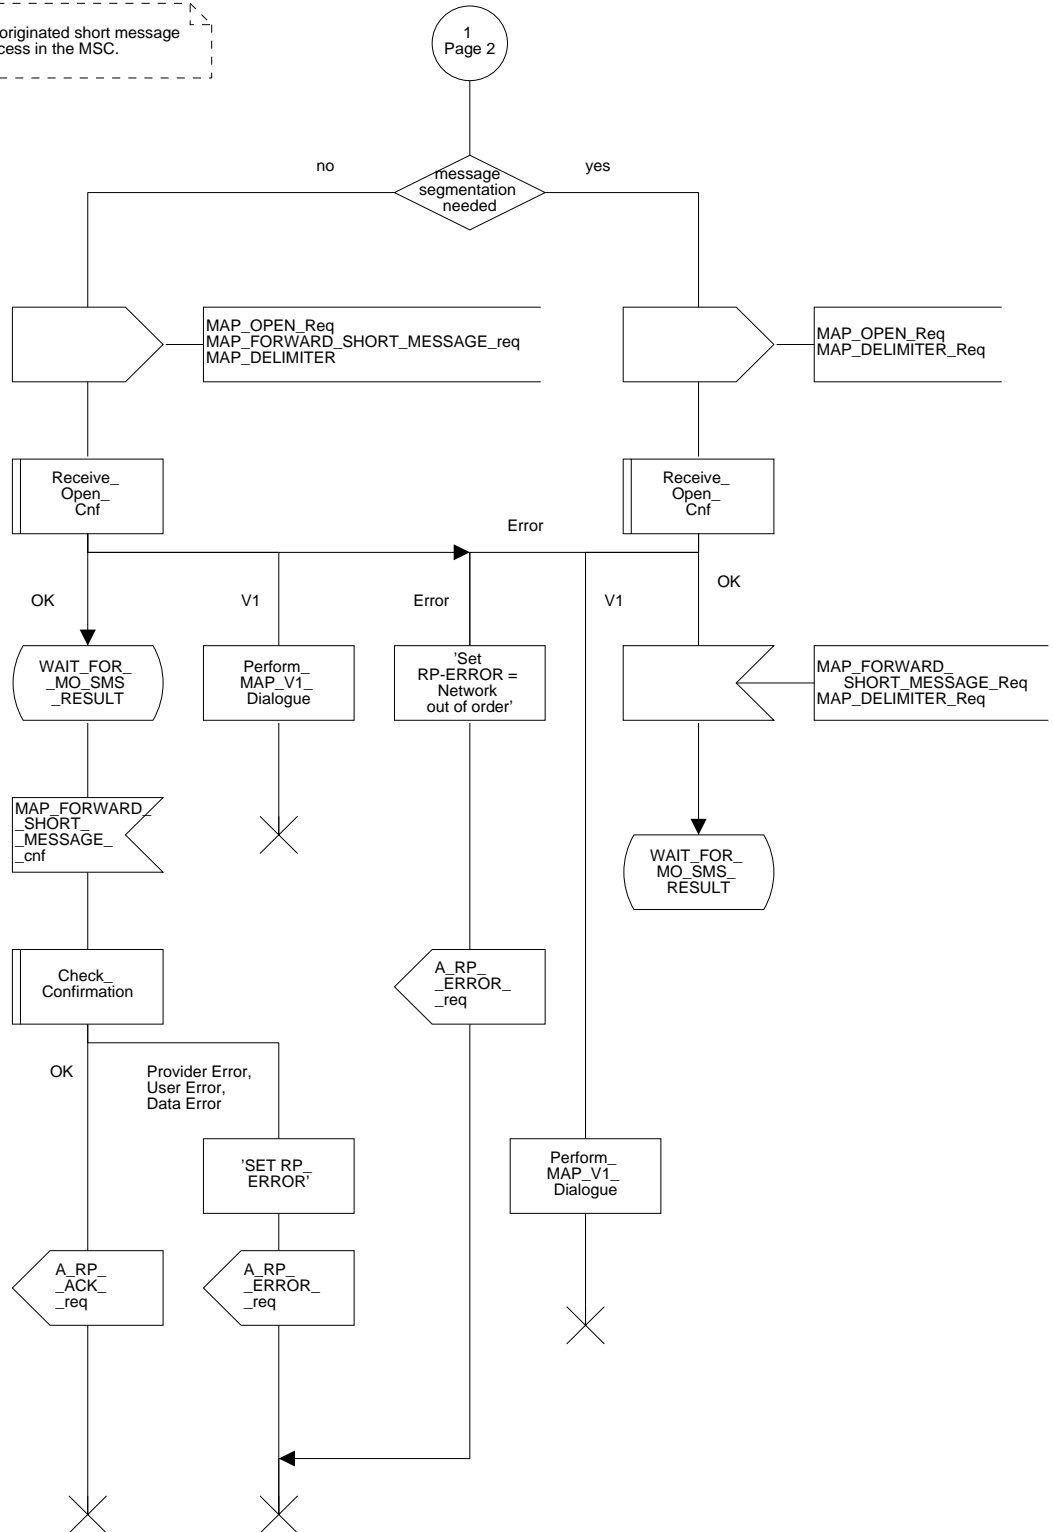 originated short message
cess in the MSC.
1
Page 2
no
message
segmentation
needed
yes
MAP_OPEN_Req
MAP_FORWARD_SHORT_MESSAGE_req
MAP_DELIMITER
MAP_OPEN_Req
MAP_DELIMITER_Req
Receive_
Open_
Cnf
Receive_
Open_
Cnf
Error
OK
V1
Error
V1
OK
WAIT_FOR_
_MO_SMS
_RESULT
Perform_
MAP_V1_
Dialogue
'Set
RP-ERROR =
Network
out of order'
MAP_FORWARD_
SHORT_MESSAGE_Req
MAP_DELIMITER_Req
MAP_FORWARD_
_SHORT_
_MESSAGE_
_cnf
WAIT_FOR_
MO_SMS_
RESULT
Check_
Confirmation
A_RP_
_ERROR_
_req
OK
Provider Error,
User Error,
Data Error
'SET RP_
ERROR'
Perform_
MAP_V1_
Dialogue
A_RP_
_ACK_
_req
A_RP_
_ERROR_
_req